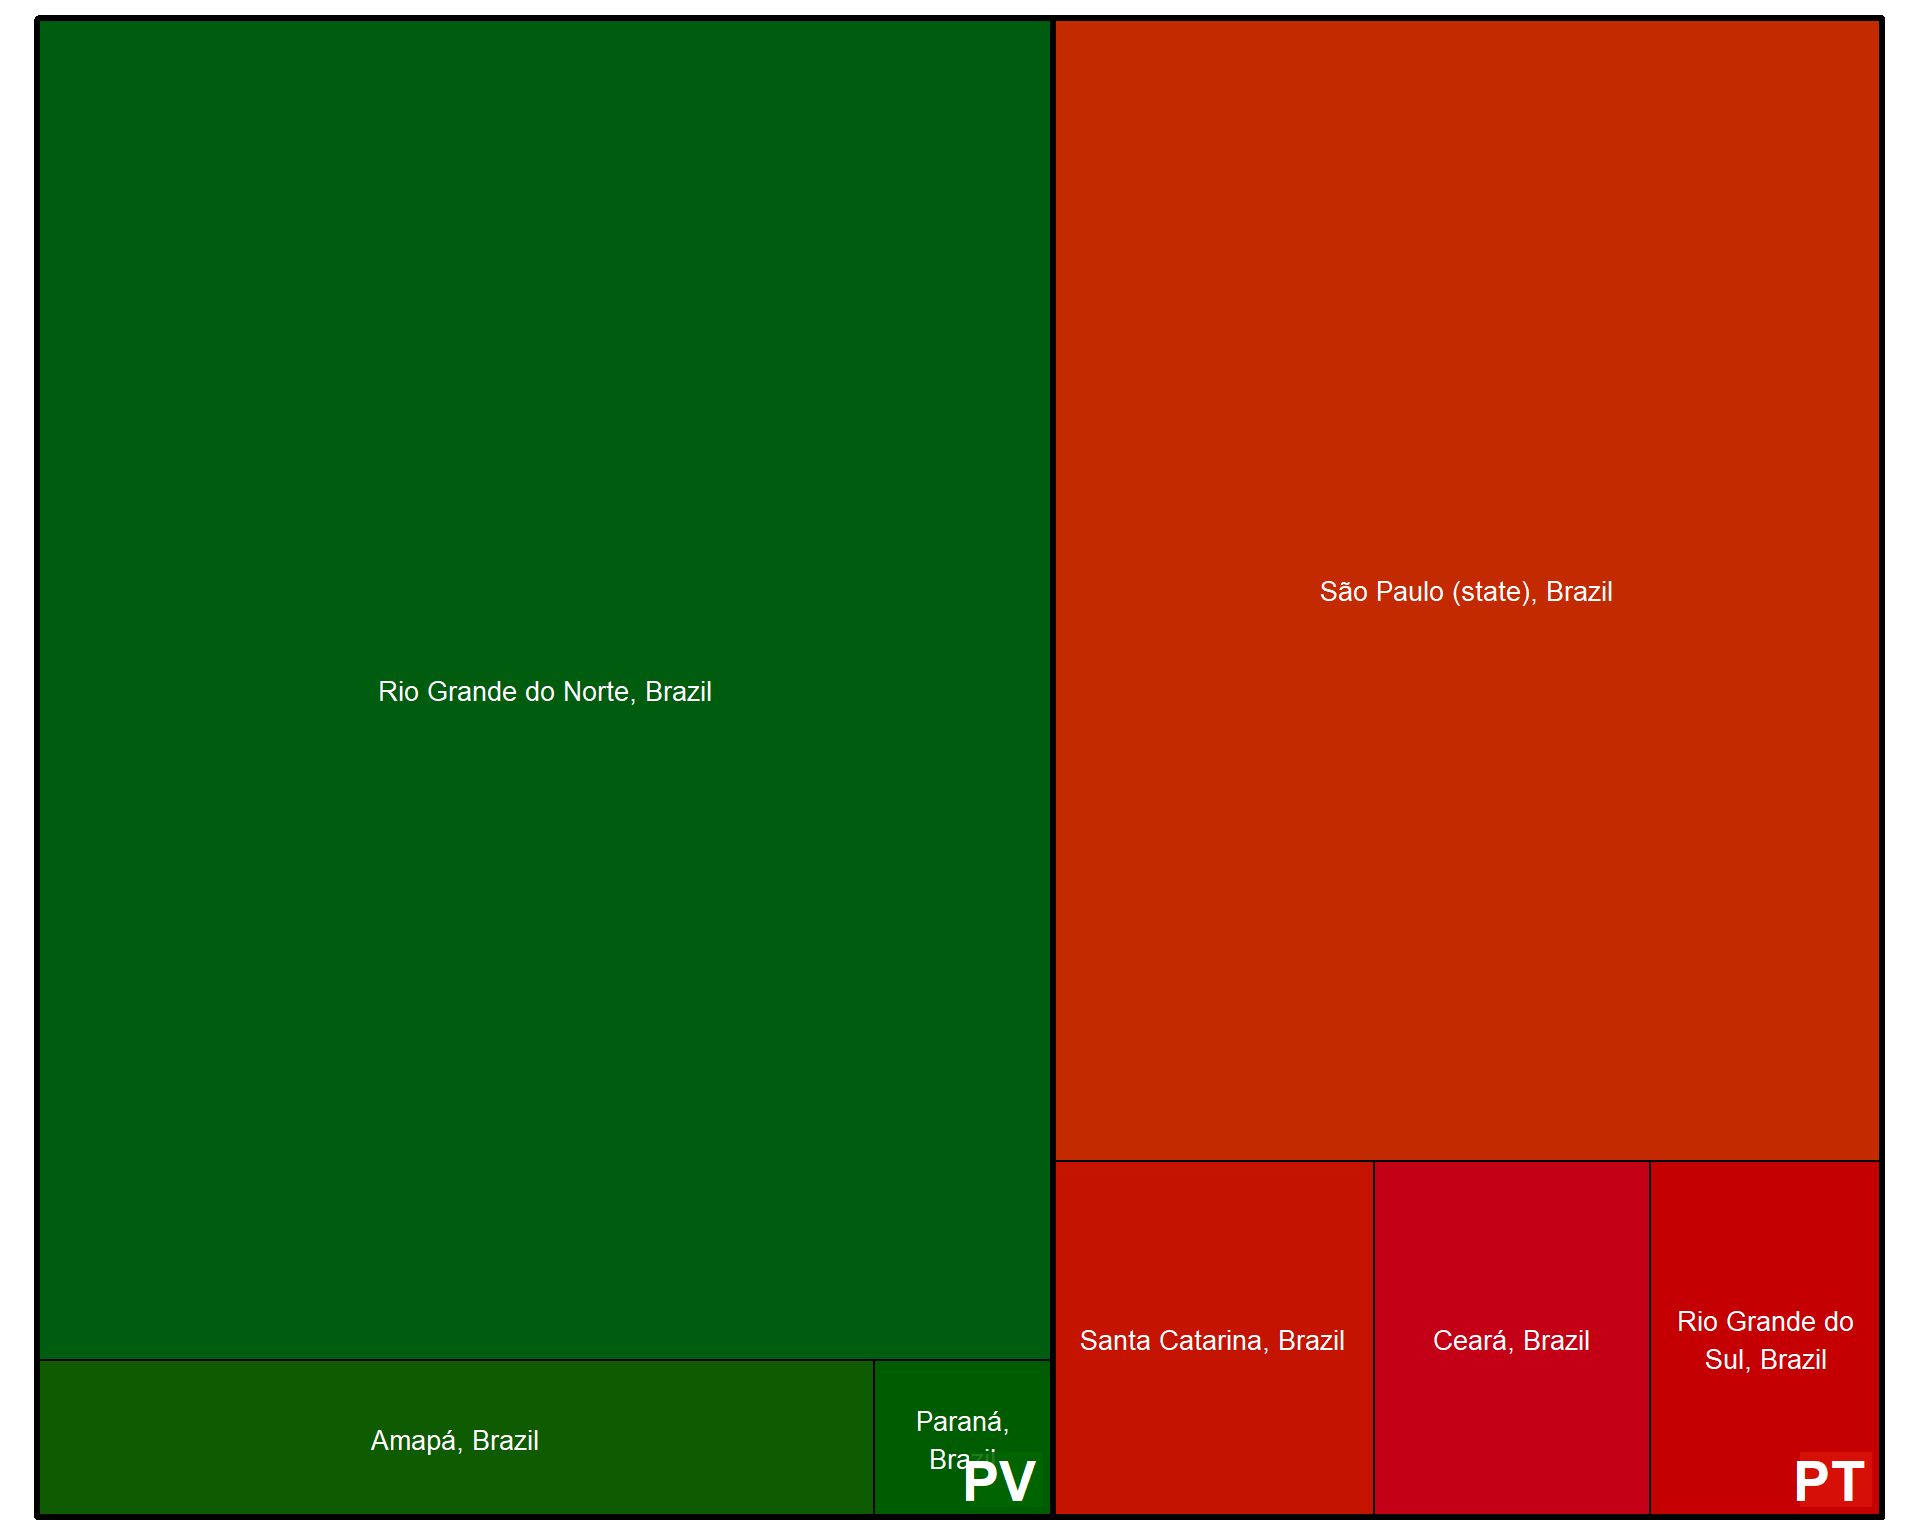 Rio Grande do Norte, Brazil
Amapá, Brazil
Paraná,
Brazil
PV
São Paulo (state), Brazil
Santa Catarina, Brazil
Ceará, Brazil
Rio Grande do
Sul, Brazil
PT